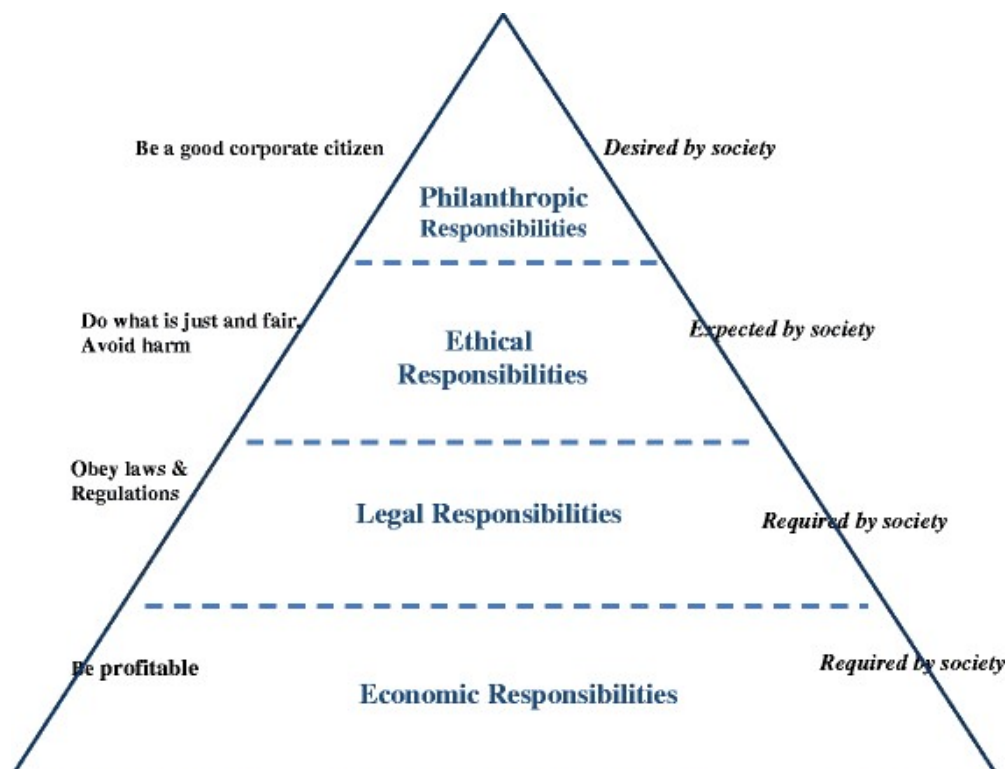 Be a good corporate citizen
Desired by society
Philanthropic
Responsibilities
Do what is just and fair,
Avoid harm
Expected by society
Ethical
Responsibilities
Obey laws &
Regulations
Legal Responsibilities
Required by society
Be profitable
Required by society
Economic Responsibilities